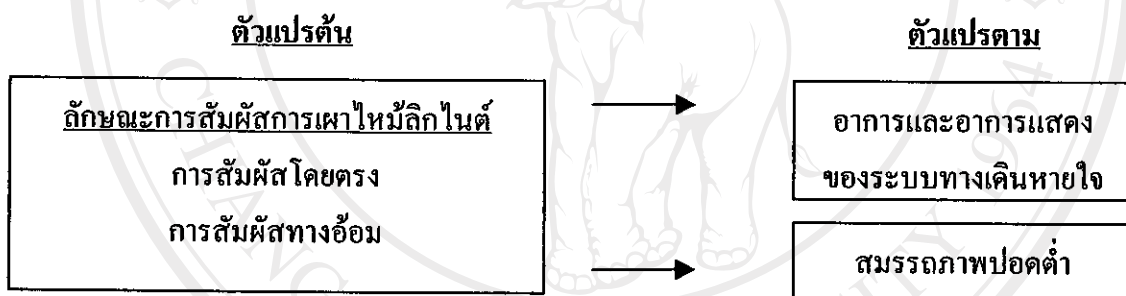 ตัวแปรต้น
ตัวแปรตาม
ลักษณะการสัมผัสการเผาไหม้ลิกไนต์
การสัมผัสโดยตรง
การสัมผัสทางอ้อม
อาการและอาการแสดง
ของระบบทางเดินหายใจ
สมรรถภาพปอดต่ำ